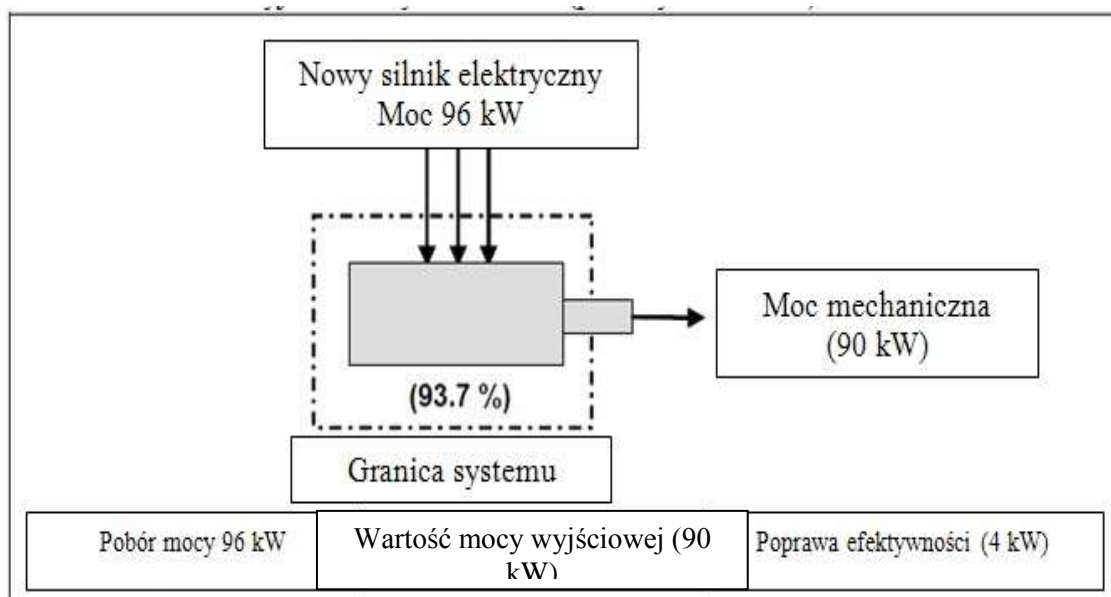 Nowy silnik elektryczny
Moc 96 kW
Moc mechaniczna
(90 kW)
(93.7 %)
Granica systemu
Pobór mocy 96 kW
Wartość mocy wyjściowej (90
kW)
Poprawa efektywności (4 kW)